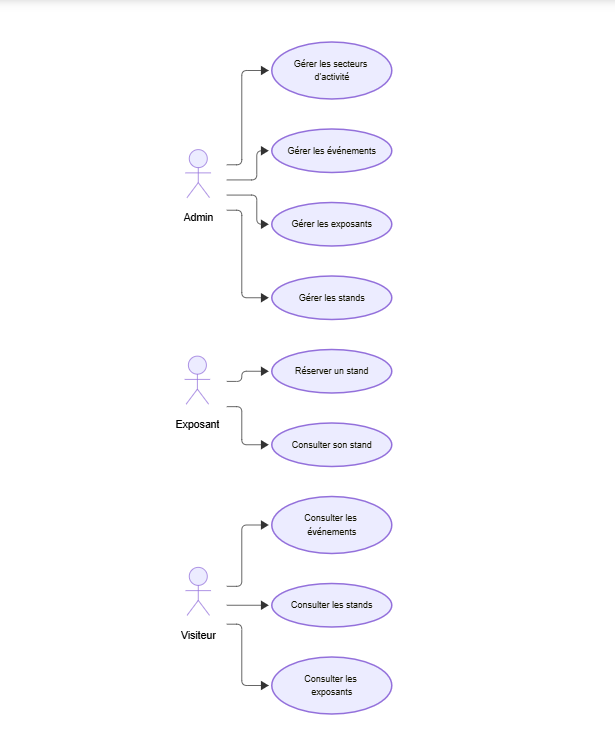 Gérer les secteurs
d'activité
Gérer les événements
Admin
Gérer les exposants
Gérer les stands
Réserver un stand
Exposant
Consulter son stand
Consulter les
événements
Consulter les stands
Visiteur
Consulter les
exposants